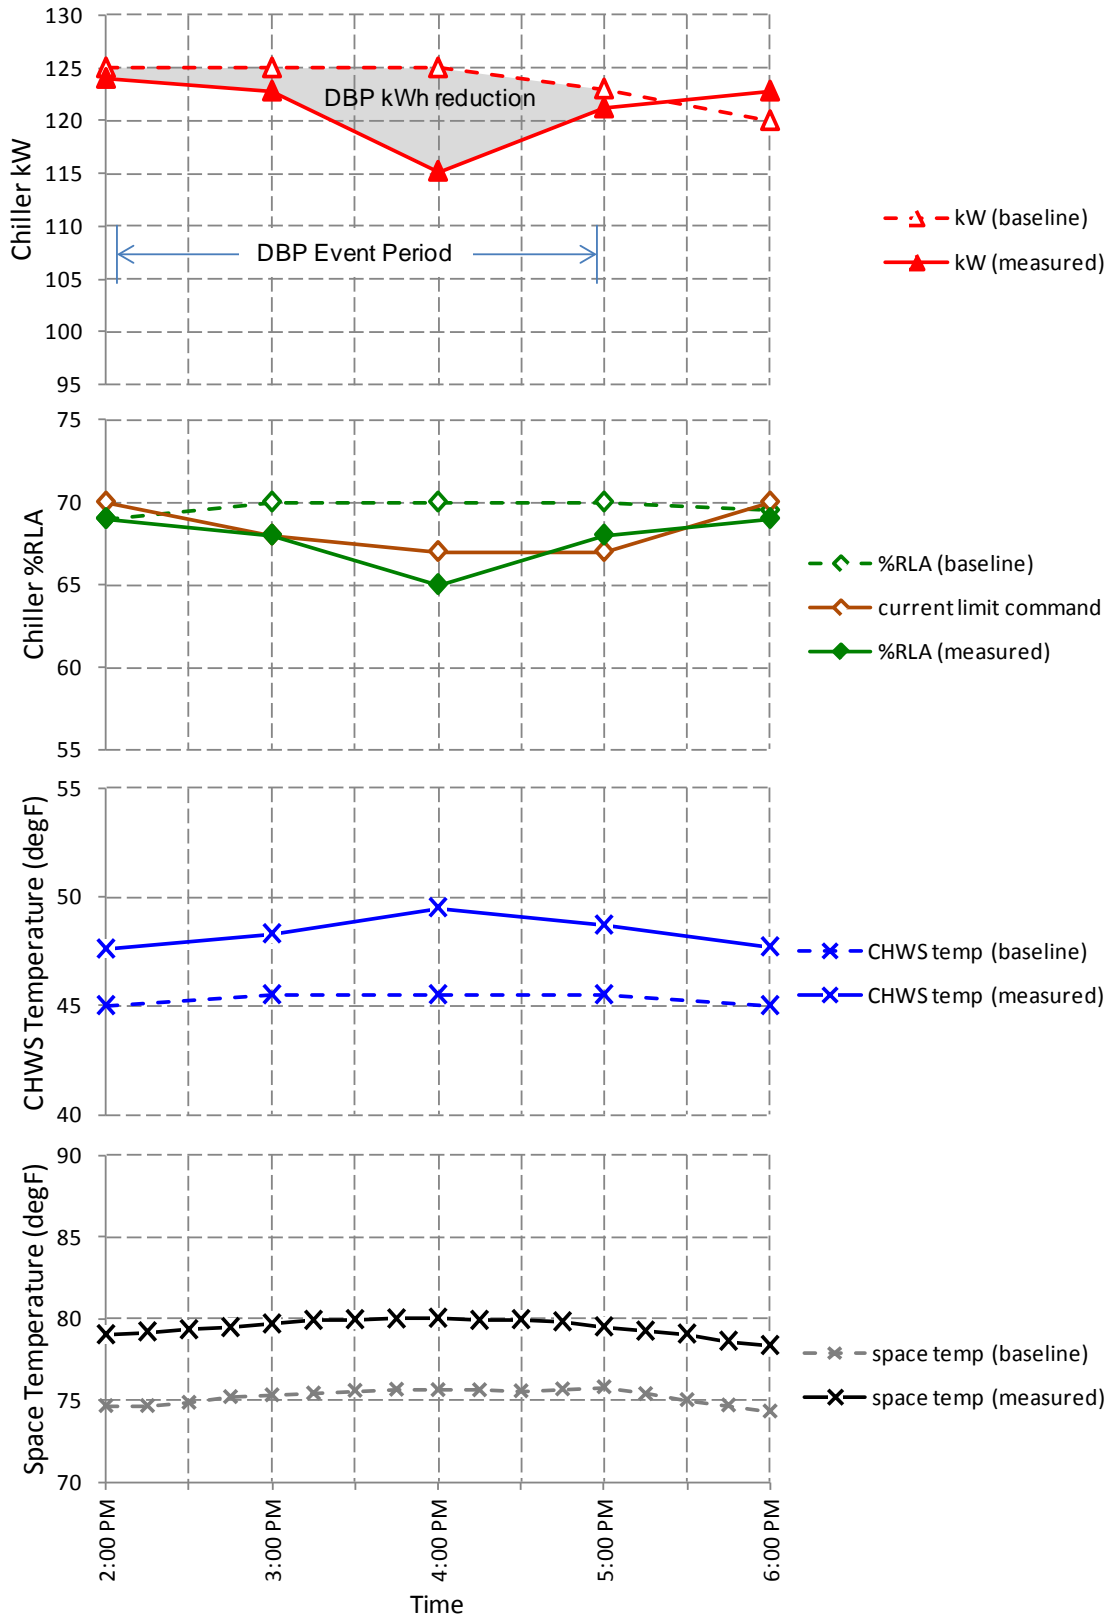 130
125
120
115
110
105
100
95
Chiller kW
DBP kWh reduction
DBP Event Period
kW (baseline)
kW (measured)
75
70
65
60
55
Chiller %RLA
%RLA (baseline)
current limit command
%RLA (measured)
55
50
45
40
CHWS Temperature (degF)
CHWS temp (baseline)
CHWS temp (measured)
90
85
80
75
70
Space Temperature (degF)
space temp (baseline)
space temp (measured)
2:00 PM
3:00 PM
4:00 PM
5:00 PM
6:00 PM
Time